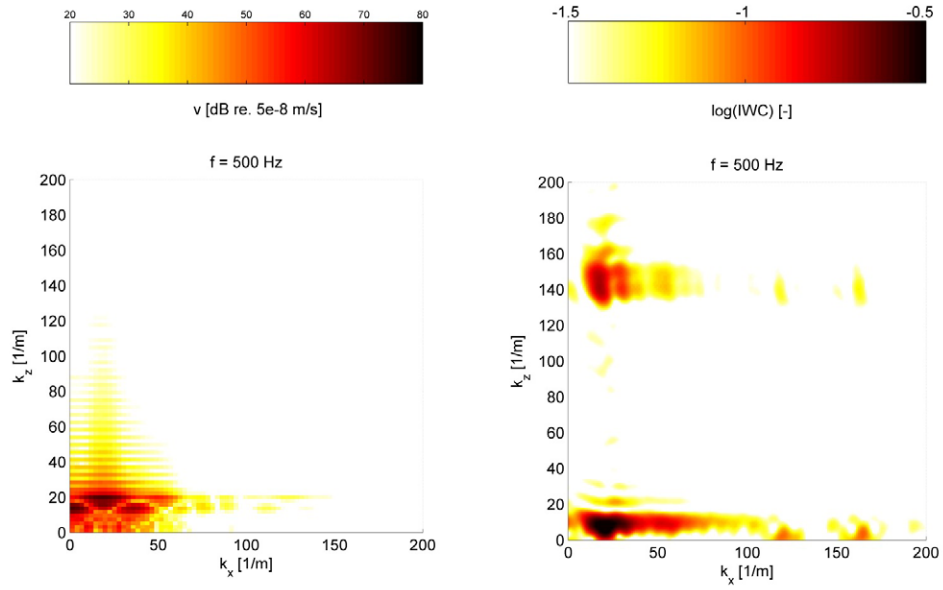 20 30 40 50 60 70 80
v [dB re. 5e-8 m/s]
f = 500 Hz
200
180
160
140
120
100
80
60
40
20
0
k_z [1/m]
0 50 100 150 200
k_x [1/m]
-1.5 -1 -0.5
log(IWC) [-]
f = 500 Hz
200
180
160
140
120
100
80
60
40
20
0
k_z [1/m]
0 50 100 150 200
k_x [1/m]